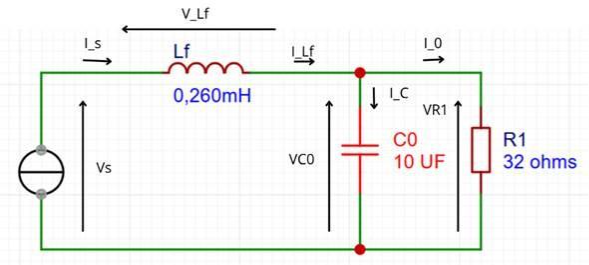 V_Lf
I_s
Lf
I_Lf
I_0
0,260mH
I_C
VR1
Vs
VC0
C0
10 UF
R1
32 ohms